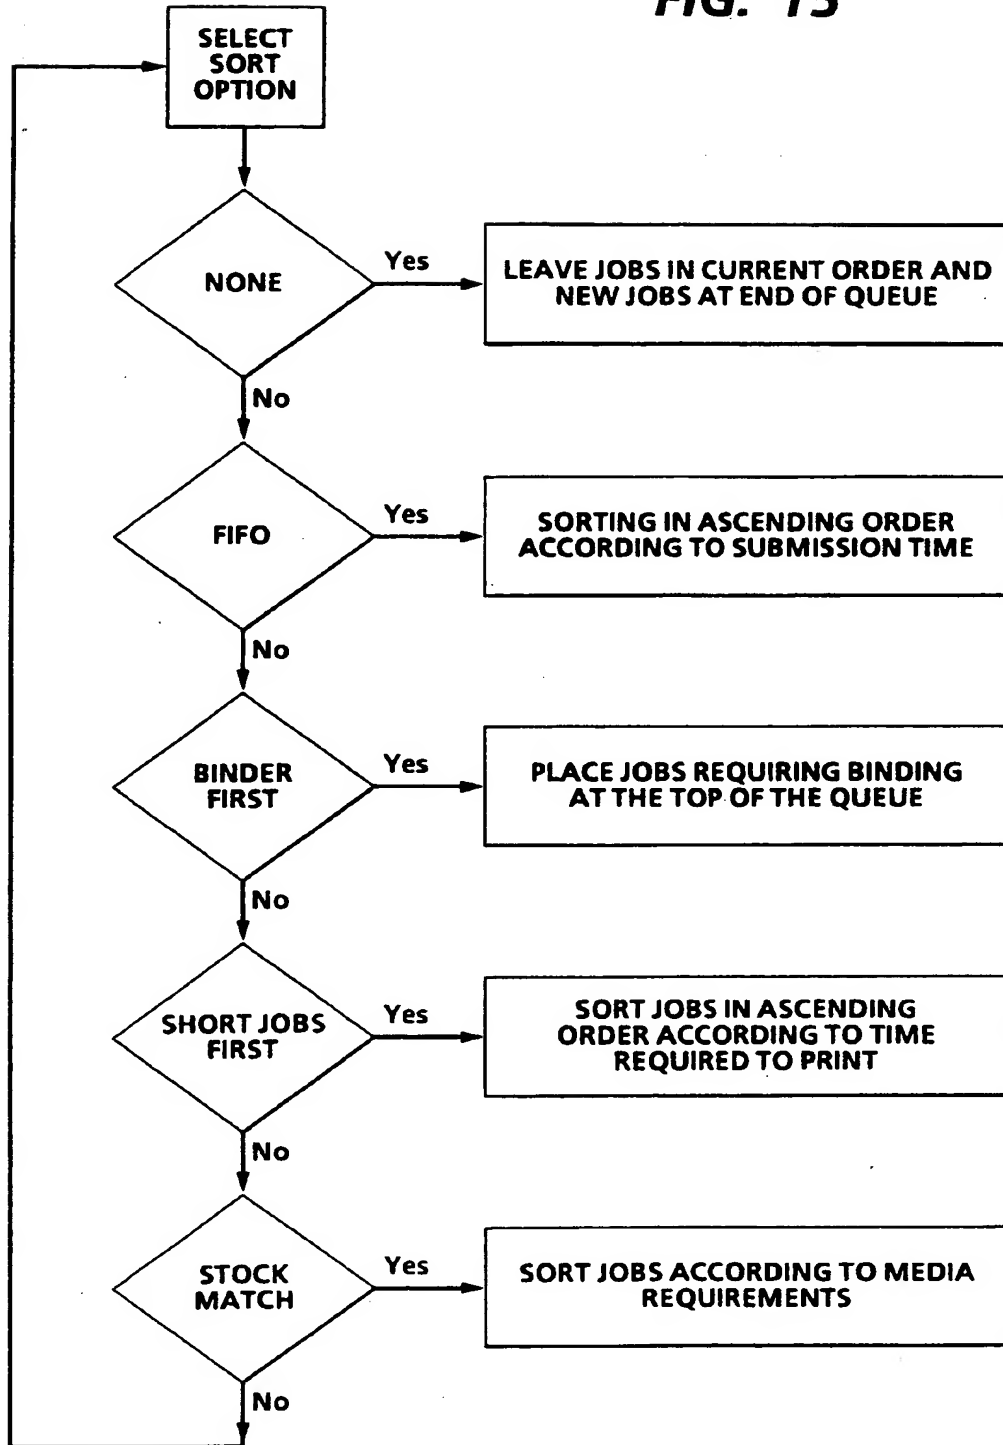 FIG. 15
SELECT
SORT
OPTION
NONE
Yes
LEAVE JOBS IN CURRENT ORDER AND
NEW JOBS AT END OF QUEUE
No
FIFO
Yes
SORTING IN ASCENDING ORDER
ACCORDING TO SUBMISSION TIME
No
BINDER
FIRST
Yes
PLACE JOBS REQUIRING BINDING
AT THE TOP OF THE QUEUE
No
SHORT JOBS
FIRST
Yes
SORT JOBS IN ASCENDING
ORDER ACCORDING TO TIME
REQUIRED TO PRINT
No
STOCK
MATCH
Yes
SORT JOBS ACCORDING TO MEDIA
REQUIREMENTS
No